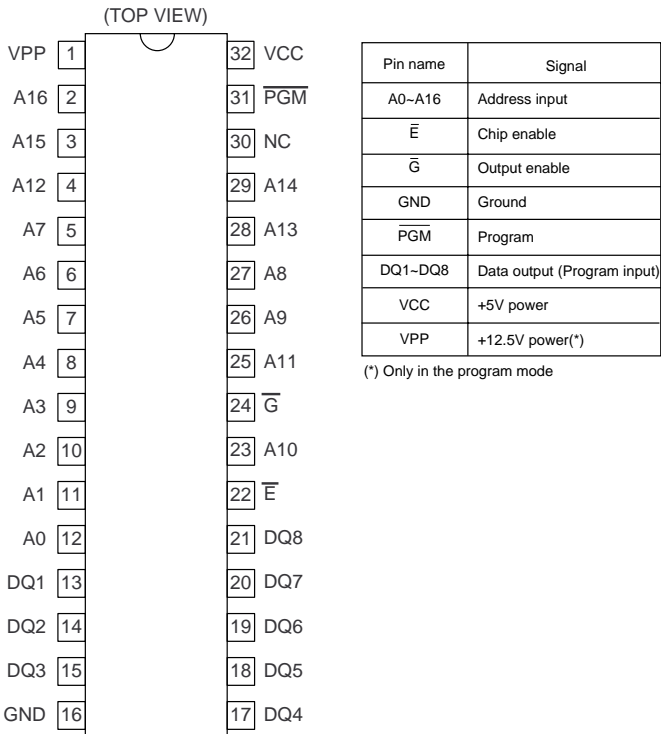 (TOP VIEW)
VPP 1 32 VCC
A16 2 31 P̅G̅M̅
A15 3 30 NC
A12 4 29 A14
A7 5 28 A13
A6 6 27 A8
A5 7 26 A9
A4 8 25 A11
A3 9 24 G̅
A2 10 23 A10
A1 11 22 E̅
A0 12 21 DQ8
DQ1 13 20 DQ7
DQ2 14 19 DQ6
DQ3 15 18 DQ5
GND 16 17 DQ4
Pin name Signal
A0~A16 Address input
E̅ Chip enable
G̅ Output enable
GND Ground
P̅G̅M̅ Program
DQ1~DQ8 Data output (Program input)
VCC +5V power
VPP +12.5V power(*)
(*) Only in the program mode